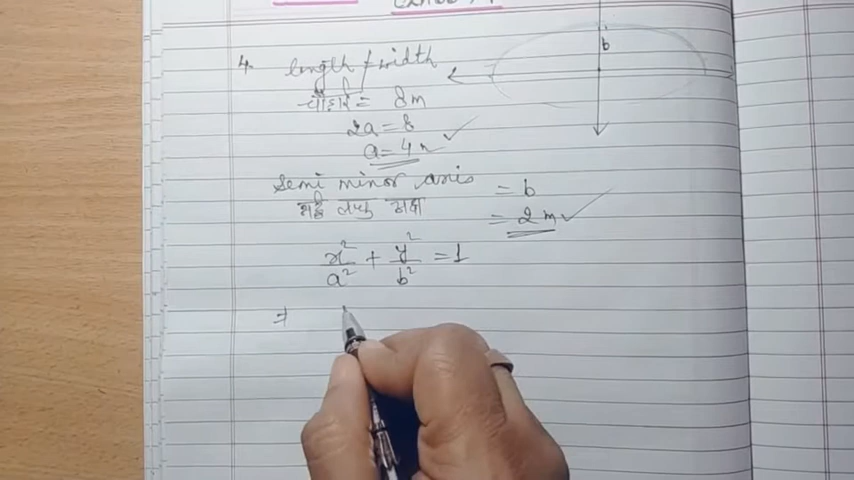 b
4. length / width
चौड़ाई = 8m
2a = 8
a = 4m
Semi minor axis = b
अर्द्ध लघु अक्ष = 2m
x²/a² + y²/b² = 1
⇒